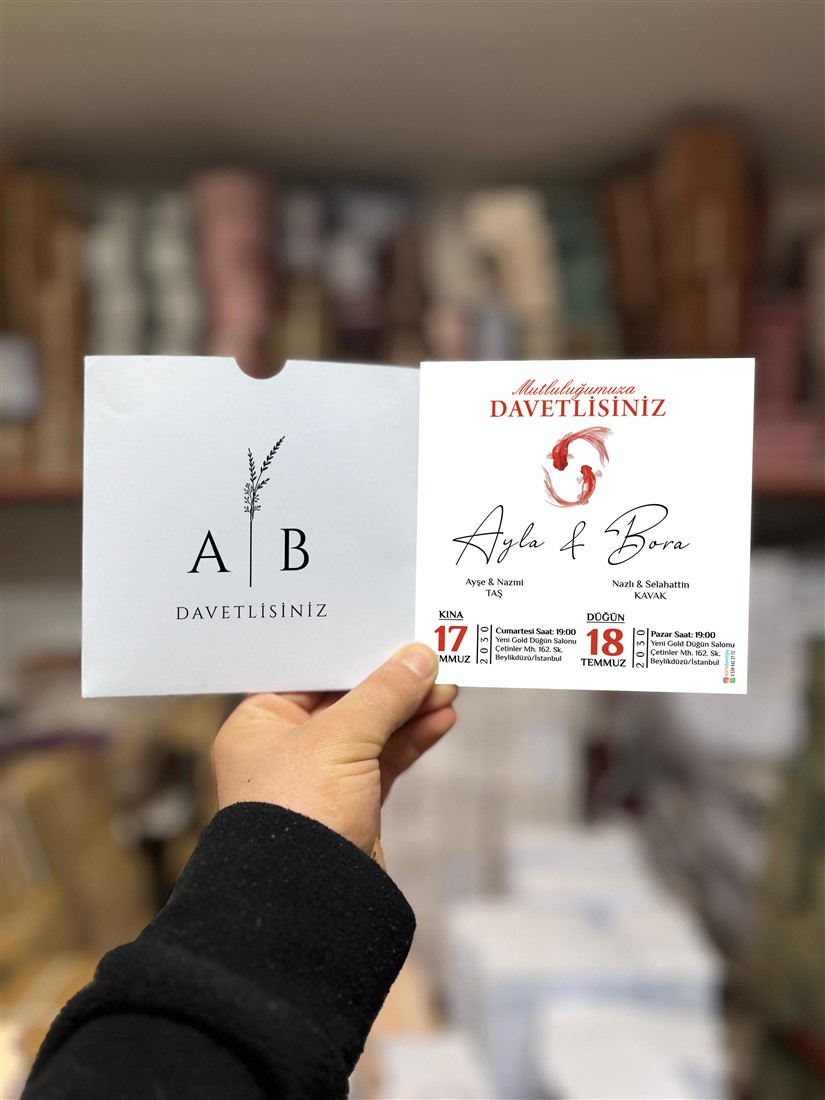 A B
DAVETLİSİNİZ
Mutluluğumuza
DAVETLİSİNİZ
Ayla & Bora
Ayşe & Nazmi
TAŞ
Nazlı & Selahattin
KAVAK
KINA
17
EMMUZ
2030
Cumartesi Saat: 19:00
Yeni Gold Düğün Salonu
Çetinler Mh. 162. Sk.
Beylikdüzü/İstanbul
DÜĞÜN
18
TEMMUZ
2030
Pazar Saat: 19:00
Yeni Gold Düğün Salonu
Çetinler Mh. 162. Sk.
Beylikdüzü/İstanbul